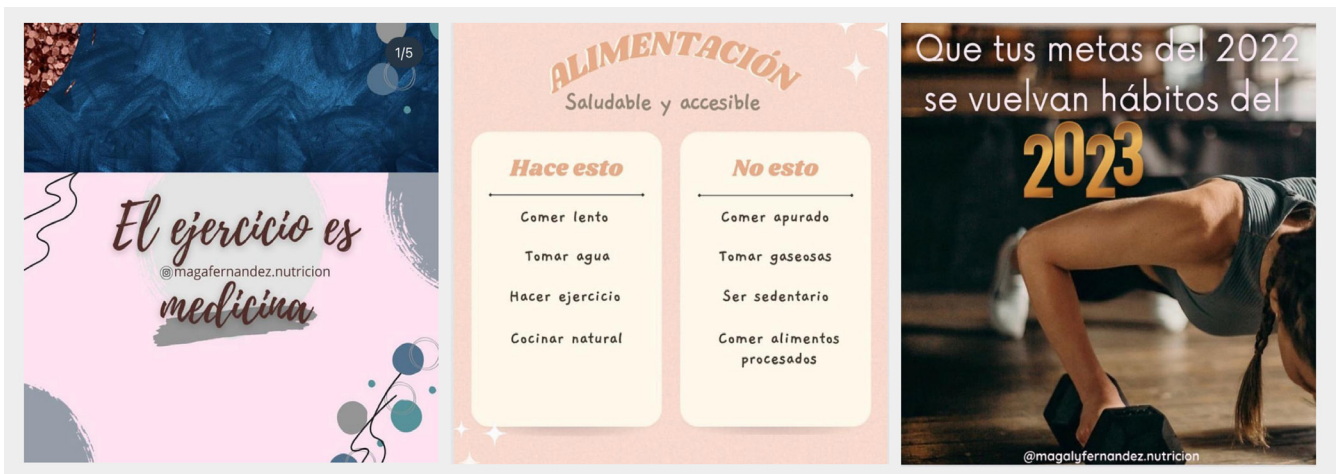 1/5
El ejercicio es
@magafernandez.nutricion
medicina
ALIMENTACIÓN
Saludable y accesible
Hace esto
Comer lento
Tomar agua
Hacer ejercicio
Cocinar natural
No esto
Comer apurado
Tomar gaseosas
Ser sedentario
Comer alimentos
procesados
Que tus metas del 2022
se vuelvan hábitos del
2023
@magalyfernandez.nutricion